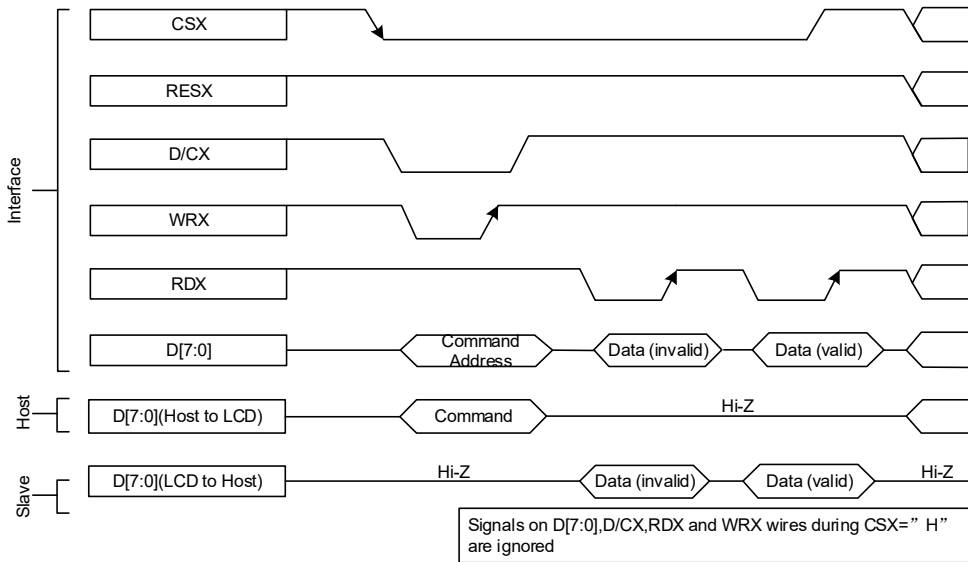 Interface
CSX
RESX
D/CX
WRX
RDX
D[7:0]
Command
Address
Data (invalid)
Data (valid)
Host
D[7:0](Host to LCD)
Command
Hi-Z
Slave
D[7:0](LCD to Host)
Hi-Z
Data (invalid)
Data (valid)
Hi-Z
Signals on D[7:0],D/CX,RDX and WRX wires during CSX=” H”
are ignored